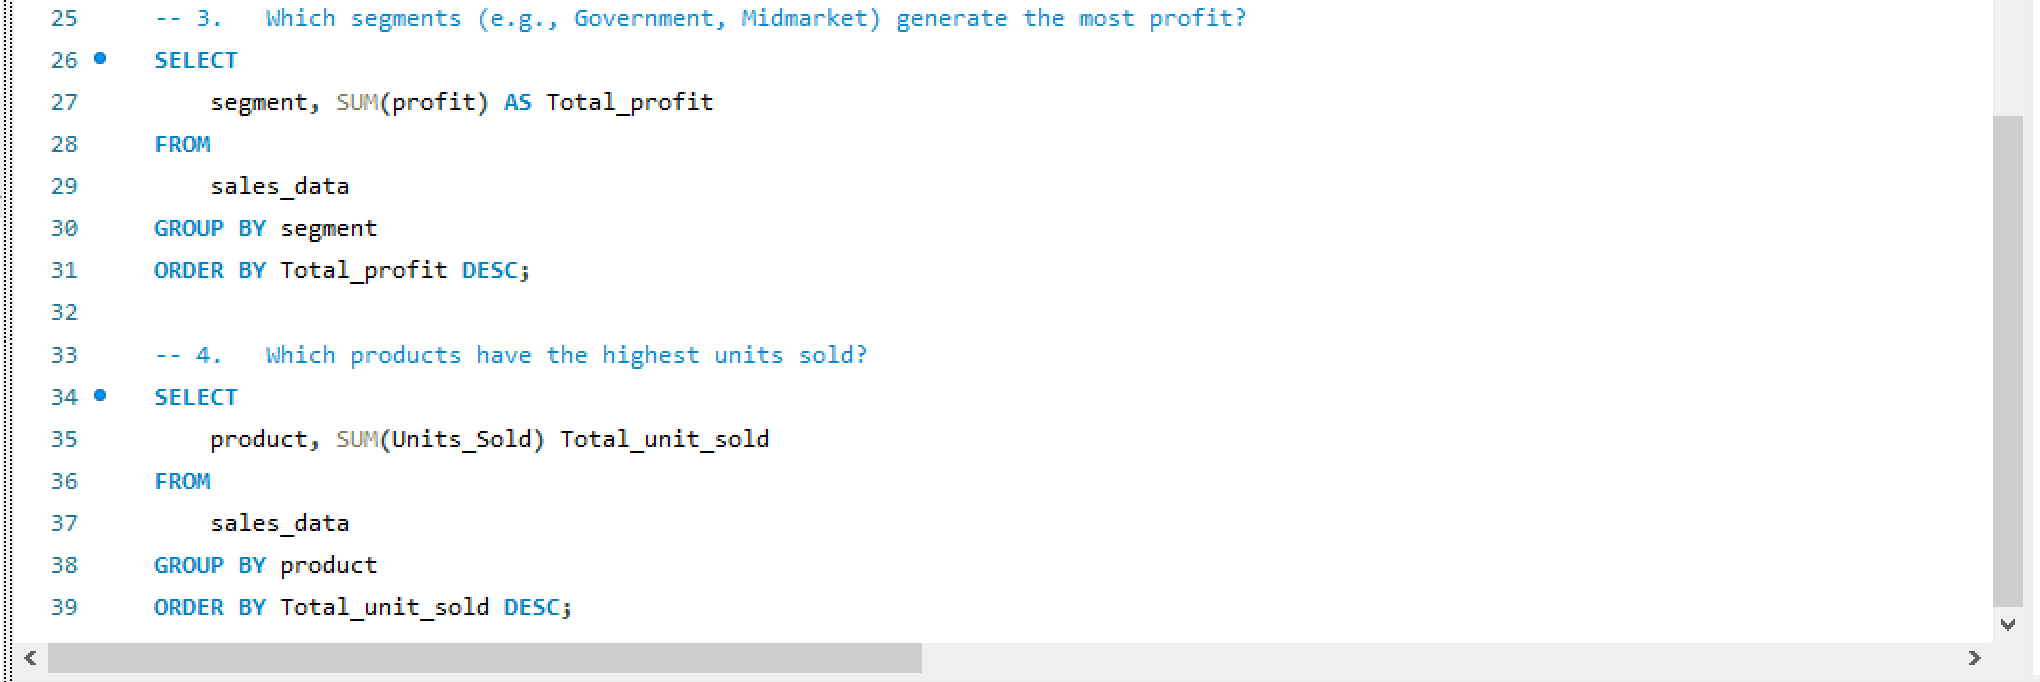 25 -- 3.   Which segments (e.g., Government, Midmarket) generate the most profit?
26 SELECT
27     segment, SUM(profit) AS Total_profit
28 FROM
29     sales_data
30 GROUP BY segment
31 ORDER BY Total_profit DESC;
32
33 -- 4.   Which products have the highest units sold?
34 SELECT
35     product, SUM(Units_Sold) Total_unit_sold
36 FROM
37     sales_data
38 GROUP BY product
39 ORDER BY Total_unit_sold DESC;